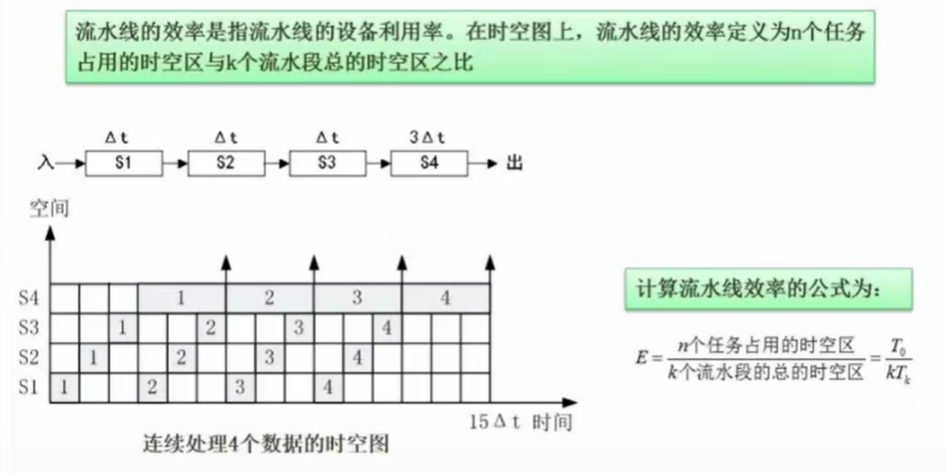 流水线的效率是指流水线的设备利用率。在时空图上，流水线的效率定义为n个任务
占用的时空区与k个流水段总的时空区之比
Δt Δt Δt 3Δt
入 S1 S2 S3 S4 出
空间
S4 1 2 3 4
S3 1 2 3 4
S2 1 2 3 4
S1 1 2 3 4
15Δt 时间
连续处理4个数据的时空图
计算流水线效率的公式为：
E = n个任务占用的时空区 / k个流水段的总的时空区 = T₀ / kTₖ